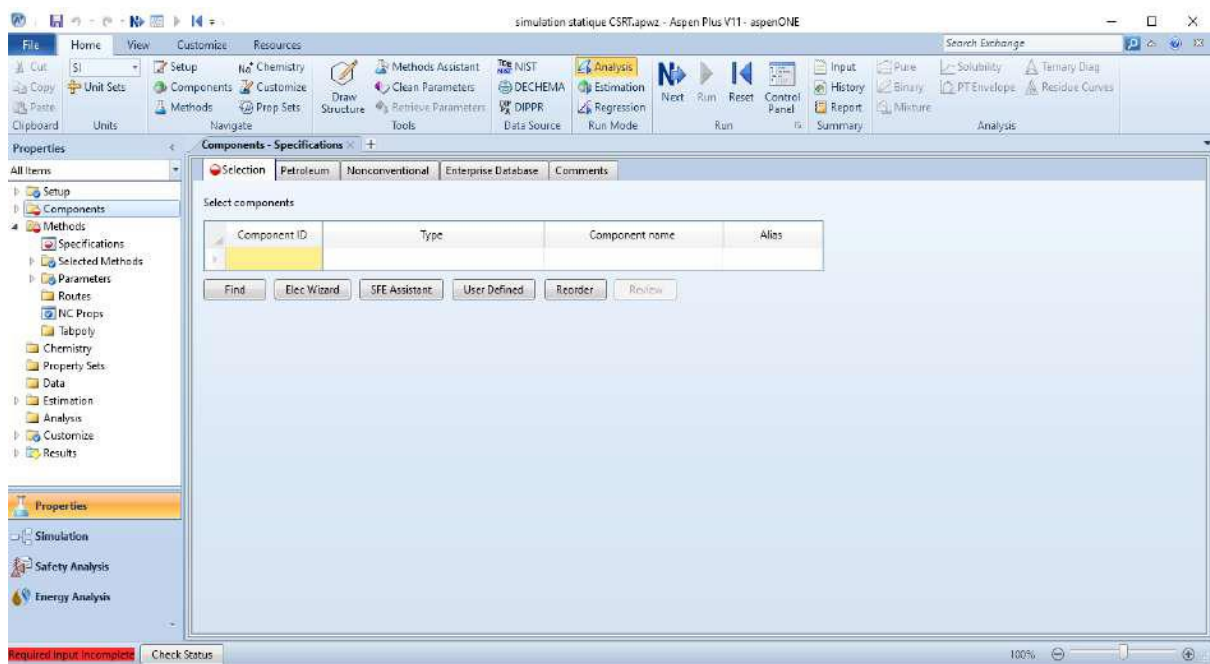 simulation statique CSRT.apwz - Aspen Plus V11 - aspenONE
File Home View Customize Resources Search Exchange
Cut SI Setup Chemistry Methods Assistant NIST Analysis Input Pure Solubility Ternary Diag
Copy Unit Sets Components Customize Clean Parameters DECHEMA Estimation History Binary PT Envelope Residue Curves
Paste Methods Prop Sets Draw Structure Retrieve Parameters DIPPR Regression Next Run Reset Control Panel Report Mixture
Clipboard Units Navigate Tools Data Source Run Mode Run Summary Analysis
Properties Components - Specifications
All Items Selection Petroleum Nonconventional Enterprise Database Comments
Setup
Components
Methods
Specifications
Selected Methods
Parameters
Routes
NC Props
Tabpoly
Chemistry
Property Sets
Data
Estimation
Analysis
Customize
Results
Select components
Component ID Type Component name Alias
Find Elec Wizard SFE Assistant User Defined Reorder Review
Properties
Simulation
Safety Analysis
Energy Analysis
Required Input Incomplete Check Status 100%